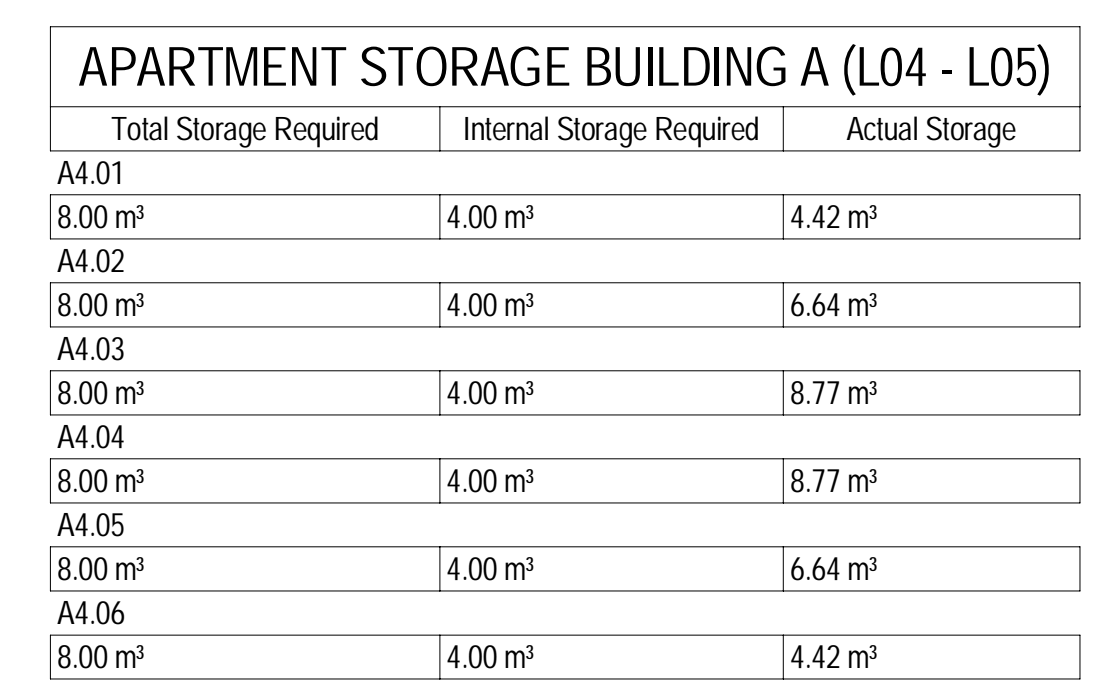 APARTMENT STORAGE BUILDING A (L04 - L05)
Total Storage Required Internal Storage Required Actual Storage
A4.01
8.00 m³ 4.00 m³ 4.42 m³
A4.02
8.00 m³ 4.00 m³ 6.64 m³
A4.03
8.00 m³ 4.00 m³ 8.77 m³
A4.04
8.00 m³ 4.00 m³ 8.77 m³
A4.05
8.00 m³ 4.00 m³ 6.64 m³
A4.06
8.00 m³ 4.00 m³ 4.42 m³